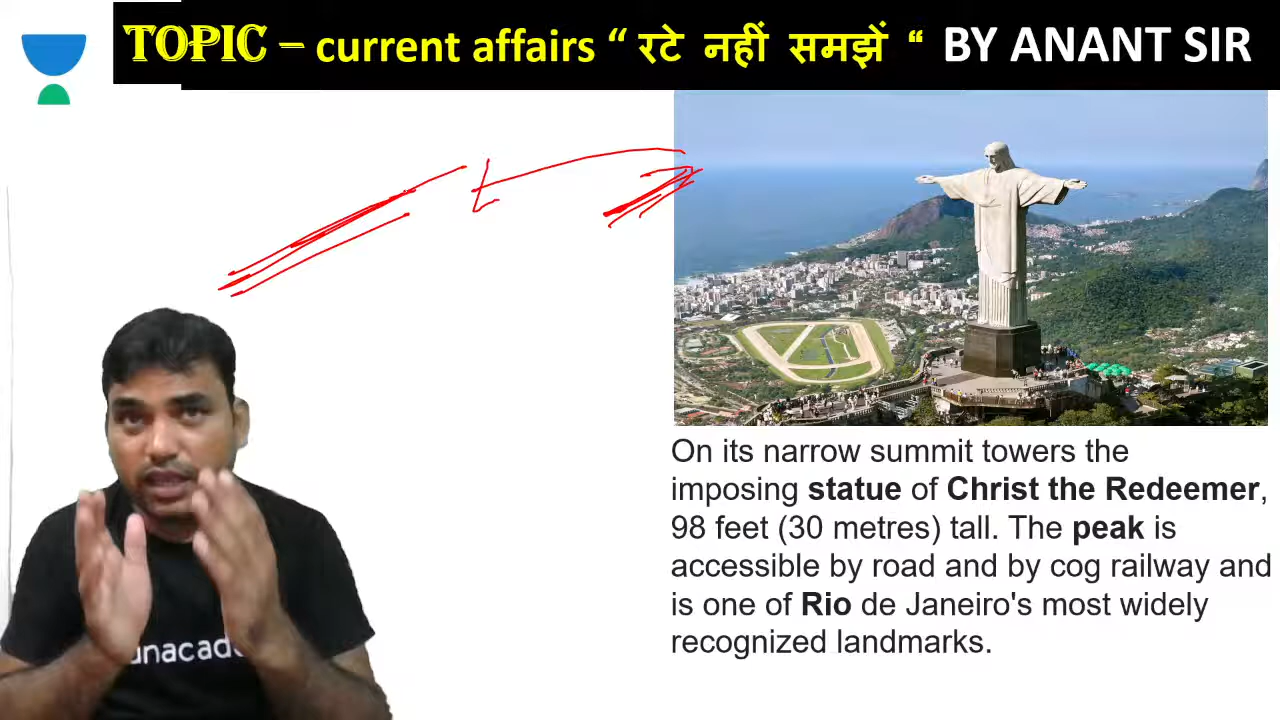 TOPIC – current affairs “ रटे नहीं समझें “ BY ANANT SIR
On its narrow summit towers the
imposing statue of Christ the Redeemer,
98 feet (30 metres) tall. The peak is
accessible by road and by cog railway and
is one of Rio de Janeiro's most widely
recognized landmarks.
unacade